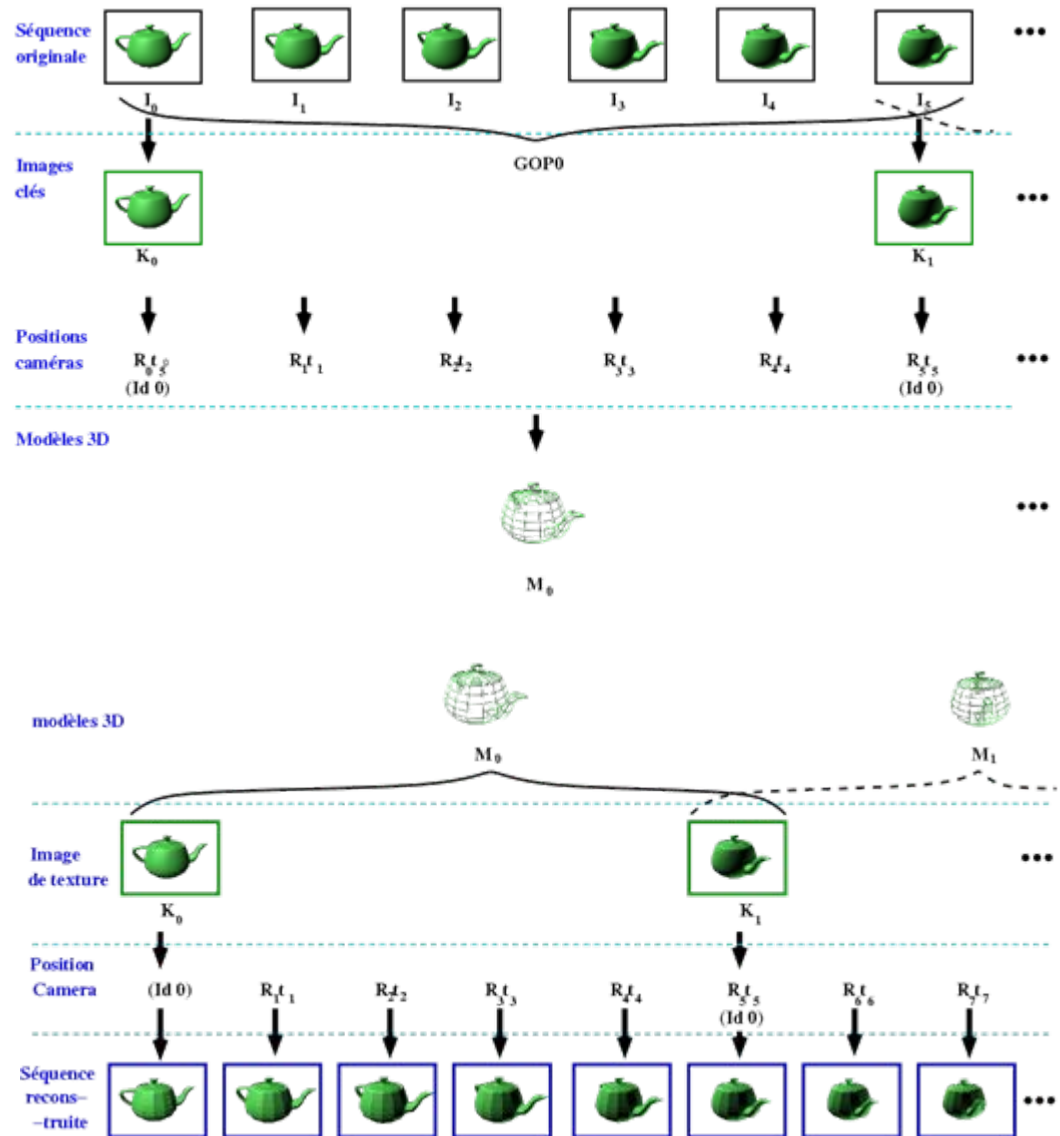 Séquence
originale
I0 I1 I2 I3 I4 I5
GOP0
Images
clés
K0 K1
Positions
caméras
R1t1 R2t2 R3t3 R4t4 R5t5
(Id 0) (Id 0)
Modèles 3D
M0
modèles 3D
M0 M1
Image
de texture
K0 K1
Position
Camera
(Id 0) R1t1 R2t2 R3t3 R4t4 R5t5 R6t6 R7t7
(Id 0)
Séquence
recons-
-truite